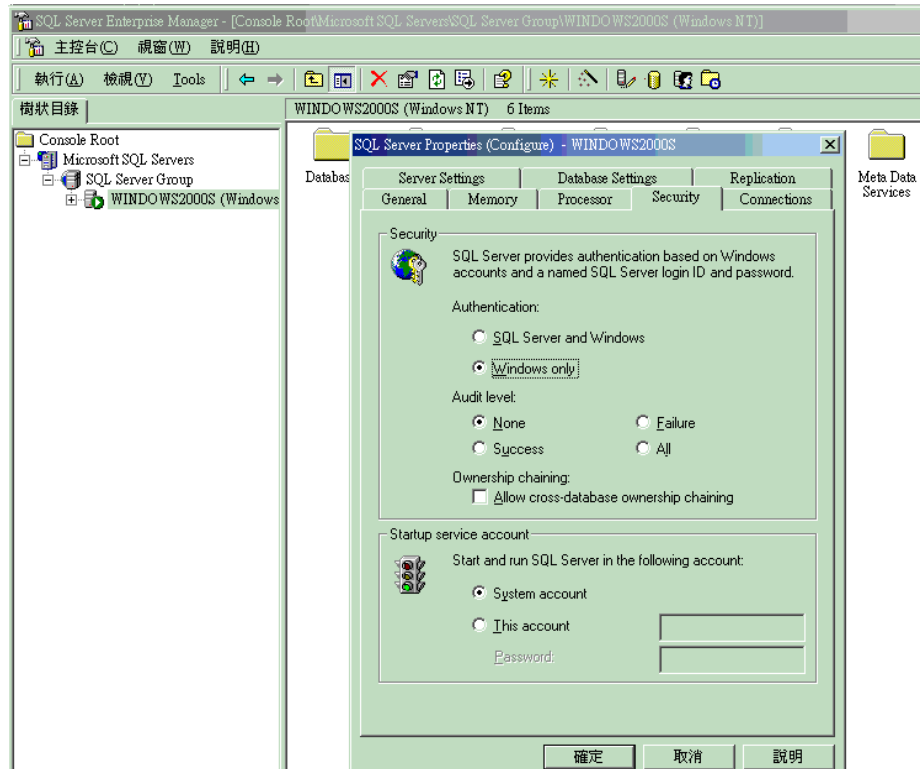 SQL Server Enterprise Manager - [Console Root\Microsoft SQL Servers\SQL Server Group\WINDOWS2000S (Windows NT)]
主控台(C) 視窗(W) 說明(H)
執行(A) 檢視(V) Tools
樹狀目錄
WINDOWS2000S (Windows NT) 6 Items
Console Root
Microsoft SQL Servers
SQL Server Group
WINDOWS2000S (Windows
Databas
Meta Data
Services
SQL Server Properties (Configure) - WINDOWS2000S
Server Settings Database Settings Replication
General Memory Processor Security Connections
Security
SQL Server provides authentication based on Windows
accounts and a named SQL Server login ID and password.
Authentication:
SQL Server and Windows
Windows only
Audit level:
None Failure
Success All
Ownership chaining:
Allow cross-database ownership chaining
Startup service account
Start and run SQL Server in the following account:
System account
This account
Password:
確定 取消 說明